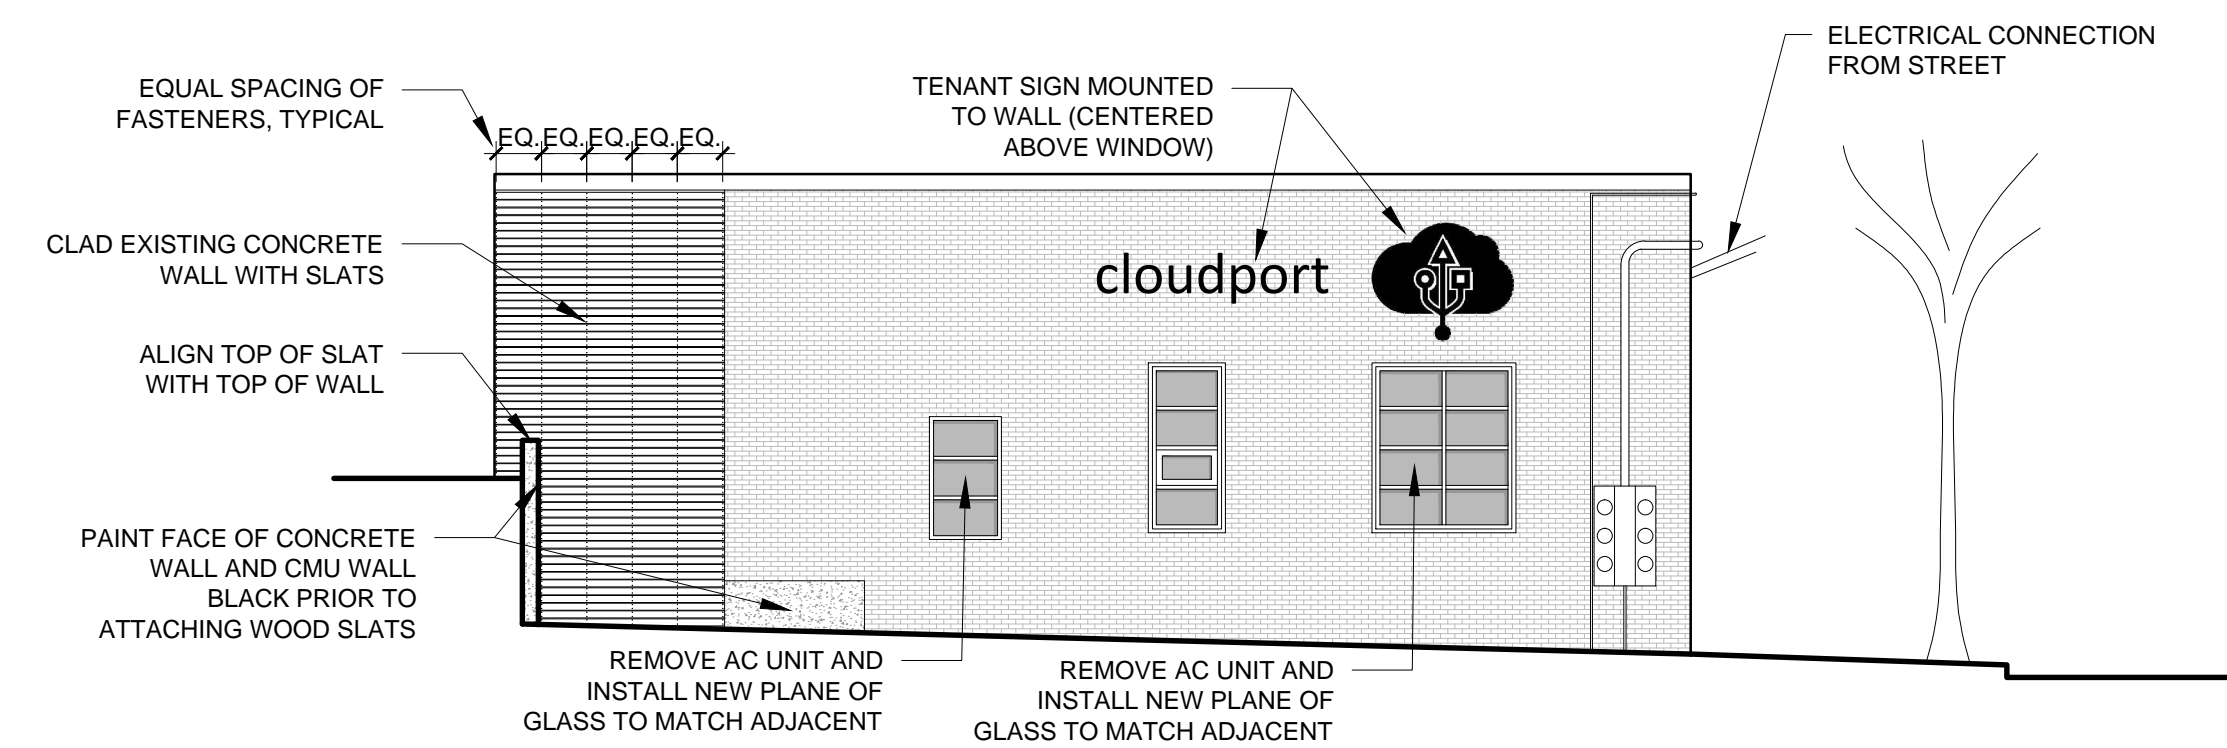 ELECTRICAL CONNECTION
FROM STREET
EQUAL SPACING OF
FASTENERS, TYPICAL
TENANT SIGN MOUNTED
TO WALL (CENTERED
ABOVE WINDOW)
EQ. EQ. EQ. EQ. EQ.
CLAD EXISTING CONCRETE
WALL WITH SLATS
cloudport
ALIGN TOP OF SLAT
WITH TOP OF WALL
PAINT FACE OF CONCRETE
WALL AND CMU WALL
BLACK PRIOR TO
ATTACHING WOOD SLATS
REMOVE AC UNIT AND
INSTALL NEW PLANE OF
GLASS TO MATCH ADJACENT
REMOVE AC UNIT AND
INSTALL NEW PLANE OF
GLASS TO MATCH ADJACENT